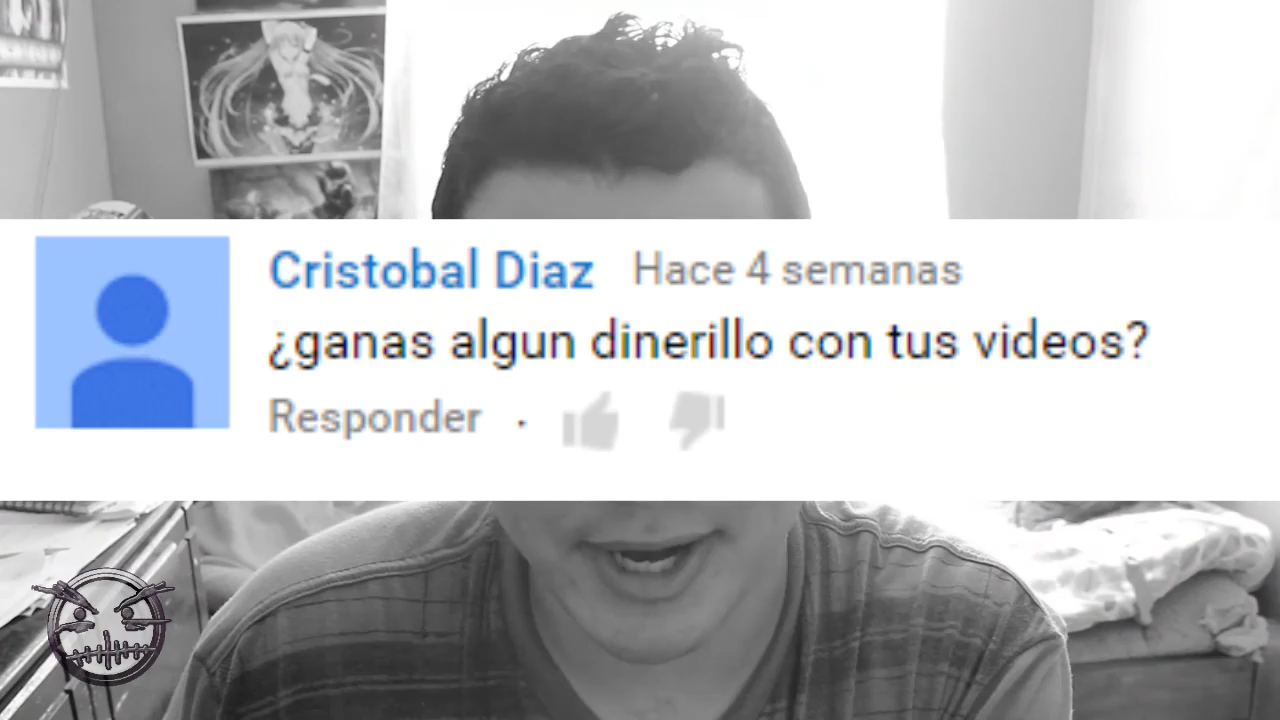 Cristobal Diaz Hace 4 semanas
¿ganas algun dinerillo con tus videos?
Responder ·